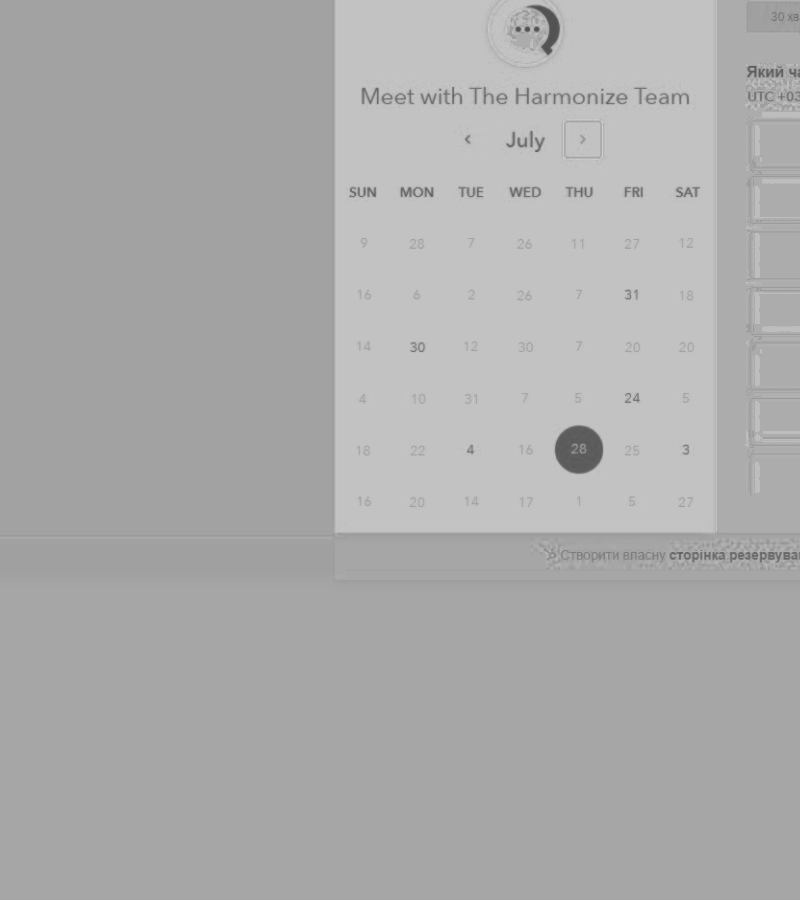 30 хв
Який ча
UTC +03
Meet with The Harmonize Team
‹ July ›
SUN MON TUE WED THU FRI SAT
9 28 7 26 11 27 12
16 6 2 26 7 31 18
14 30 12 30 7 20 20
4 10 31 7 5 24 5
18 22 4 16 28 25 3
16 20 14 17 1 5 27
Створити власну сторінка резервува